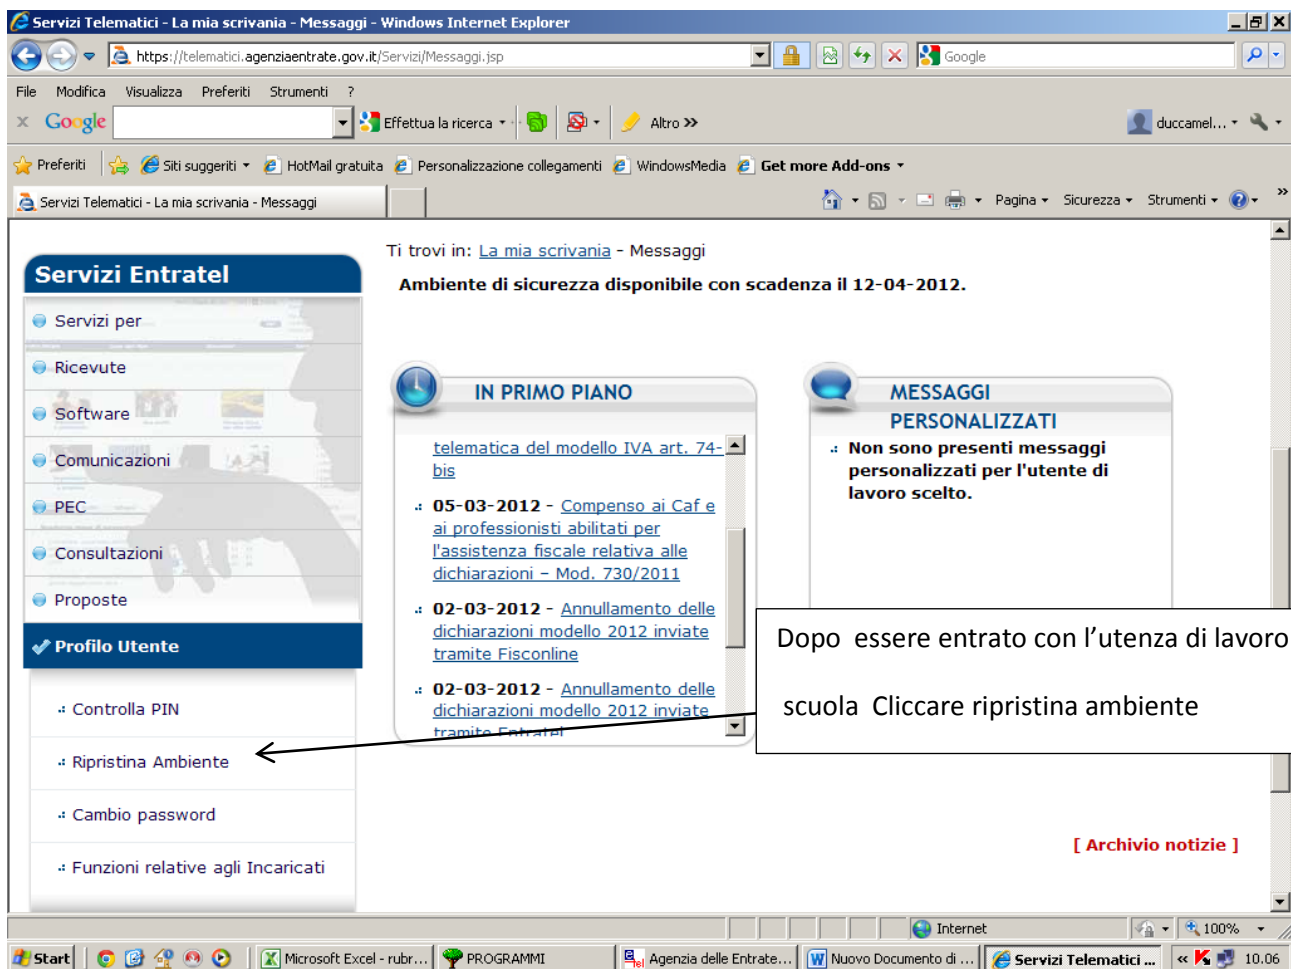 Servizi Telematici - La mia scrivania - Messaggi - Windows Internet Explorer
https://telematici.agenziaentrate.gov.it/Servizi/Messaggi.jsp
Google
File Modifica Visualizza Preferiti Strumenti ?
x Google Effettua la ricerca Altro >> duccamel...
Preferiti Siti suggeriti HotMail gratuita Personalizzazione collegamenti WindowsMedia Get more Add-ons
Servizi Telematici - La mia scrivania - Messaggi Pagina Sicurezza Strumenti >>
Ti trovi in: La mia scrivania - Messaggi
Ambiente di sicurezza disponibile con scadenza il 12-04-2012.
Servizi Entratel
Servizi per
Ricevute
Software
Comunicazioni
PEC
Consultazioni
Proposte
Profilo Utente
Controlla PIN
Ripristina Ambiente
Cambio password
Funzioni relative agli Incaricati
IN PRIMO PIANO
telematica del modello IVA art. 74-
bis
05-03-2012 - Compenso ai Caf e
ai professionisti abilitati per
l'assistenza fiscale relativa alle
dichiarazioni – Mod. 730/2011
02-03-2012 - Annullamento delle
dichiarazioni modello 2012 inviate
tramite Fisconline
02-03-2012 - Annullamento delle
dichiarazioni modello 2012 inviate
tramite Entratel
MESSAGGI
PERSONALIZZATI
Non sono presenti messaggi
personalizzati per l'utente di
lavoro scelto.
Dopo essere entrato con l’utenza di lavoro
scuola Cliccare ripristina ambiente
[ Archivio notizie ]
Internet 100%
Start Microsoft Excel - rubr... PROGRAMMI Agenzia delle Entrate... Nuovo Documento di ... Servizi Telematici ... « 10.06